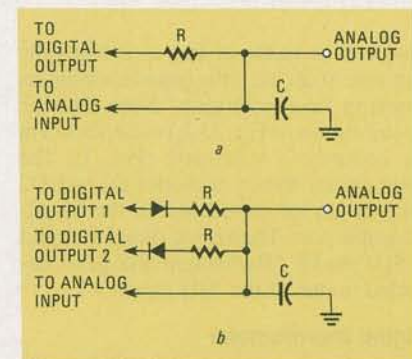 TO
DIGITAL
OUTPUT
R
ANALOG
OUTPUT
TO
ANALOG
INPUT
C
a
TO DIGITAL
OUTPUT 1
R
ANALOG
OUTPUT
TO DIGITAL
OUTPUT 2
R
TO ANALOG
INPUT
C
b